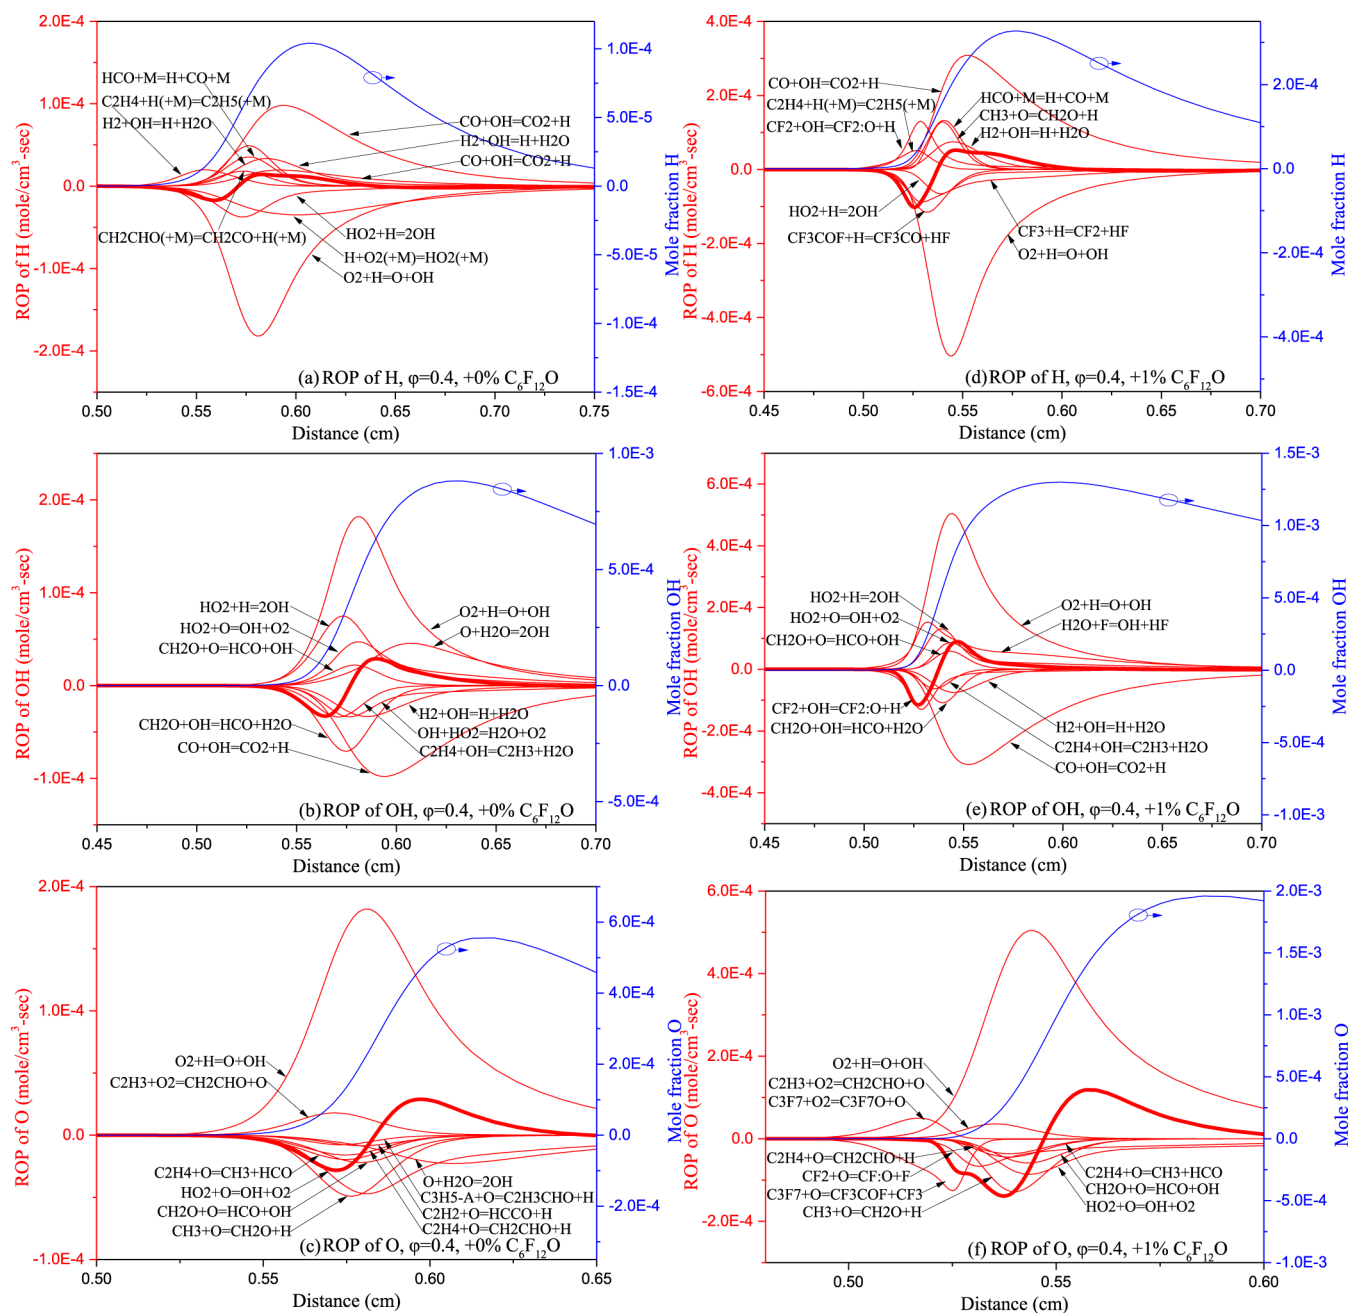 2.0E-4
1.0E-4
0.0
-1.0E-4
-2.0E-4
ROP of H (mole/cm³-sec)
HCO+M=H+CO+M
C2H4+H(+M)=C2H5(+M)
H2+OH=H+H2O
CO+OH=CO2+H
H2+OH=H+H2O
CO+OH=CO2+H
CH2CHO(+M)=CH2CO+H(+M)
HO2+H=2OH
H+O2(+M)=HO2(+M)
O2+H=O+OH
(a) ROP of H, φ=0.4, +0% C₆F₁₂O
1.0E-4
5.0E-5
0.0
-5.0E-5
-1.0E-4
-1.5E-4
Mole fraction H
0.50 0.55 0.60 0.65 0.70 0.75
Distance (cm)
4.0E-4
2.0E-4
0.0
-2.0E-4
-4.0E-4
-6.0E-4
ROP of H (mole/cm³-sec)
CO+OH=CO2+H
C2H4+H(+M)=C2H5(+M)
CF2+OH=CF2:O+H
HCO+M=H+CO+M
CH3+O=CH2O+H
H2+OH=H+H2O
HO2+H=2OH
CF3COF+H=CF3CO+HF
CF3+H=CF2+HF
O2+H=O+OH
(d) ROP of H, φ=0.4, +1% C₆F₁₂O
2.0E-4
0.0
-2.0E-4
-4.0E-4
Mole fraction H
0.45 0.50 0.55 0.60 0.65 0.70
Distance (cm)
2.0E-4
1.0E-4
0.0
-1.0E-4
ROP of OH (mole/cm³-sec)
HO2+H=2OH
HO2+O=OH+O2
CH2O+O=HCO+OH
O2+H=O+OH
O+H2O=2OH
CH2O+OH=HCO+H2O
CO+OH=CO2+H
H2+OH=H+H2O
OH+HO2=H2O+O2
C2H4+OH=C2H3+H2O
(b) ROP of OH, φ=0.4, +0% C₆F₁₂O
1.0E-3
5.0E-4
0.0
-5.0E-4
Mole fraction OH
0.45 0.50 0.55 0.60 0.65 0.70
Distance (cm)
6.0E-4
4.0E-4
2.0E-4
0.0
-2.0E-4
-4.0E-4
ROP of OH (mole/cm³-sec)
HO2+H=2OH
HO2+O=OH+O2
CH2O+O=HCO+OH
O2+H=O+OH
H2O+F=OH+HF
CF2+OH=CF2:O+H
CH2O+OH=HCO+H2O
H2+OH=H+H2O
C2H4+OH=C2H3+H2O
CO+OH=CO2+H
(e) ROP of OH, φ=0.4, +1% C₆F₁₂O
1.5E-3
1.0E-3
5.0E-4
0.0
-5.0E-4
-1.0E-3
Mole fraction OH
0.45 0.50 0.55 0.60 0.65 0.70
Distance (cm)
2.0E-4
1.0E-4
0.0
-1.0E-4
ROP of O (mole/cm³-sec)
O2+H=O+OH
C2H3+O2=CH2CHO+O
C2H4+O=CH3+HCO
HO2+O=OH+O2
CH2O+O=HCO+OH
CH3+O=CH2O+H
O+H2O=2OH
C3H5-A+O=C2H3CHO+H
C2H2+O=HCCO+H
C2H4+O=CH2CHO+H
(c) ROP of O, φ=0.4, +0% C₆F₁₂O
6.0E-4
4.0E-4
2.0E-4
0.0
-2.0E-4
Mole fraction O
0.50 0.55 0.60 0.65
Distance (cm)
6.0E-4
4.0E-4
2.0E-4
0.0
-2.0E-4
ROP of O (mole/cm³-sec)
O2+H=O+OH
C2H3+O2=CH2CHO+O
C3F7+O2=C3F7O+O
C2H4+O=CH2CHO+H
CF2+O=CF:O+F
C3F7+O=CF3COF+CF3
CH3+O=CH2O+H
C2H4+O=CH3+HCO
CH2O+O=HCO+OH
HO2+O=OH+O2
(f) ROP of O, φ=0.4, +1% C₆F₁₂O
2.0E-3
1.5E-3
1.0E-3
5.0E-4
0.0
-5.0E-4
-1.0E-3
Mole fraction O
0.50 0.55 0.60
Distance (cm)